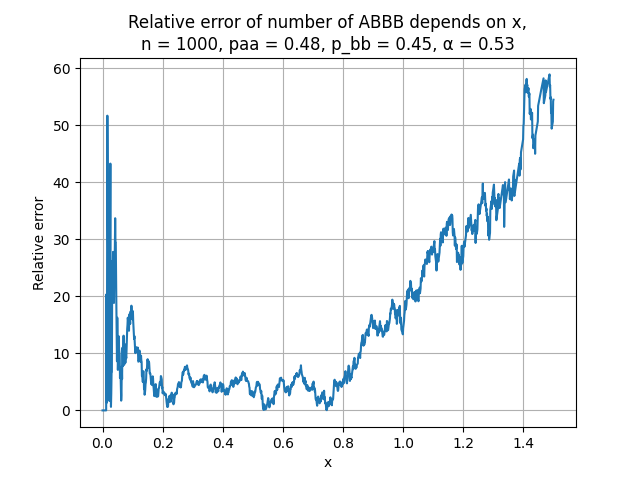 Relative error of number of ABBB depends on x,
n = 1000, paa = 0.48, p_bb = 0.45, α = 0.53
60
50
40
30
20
10
0
Relative error
0.0 0.2 0.4 0.6 0.8 1.0 1.2 1.4
x